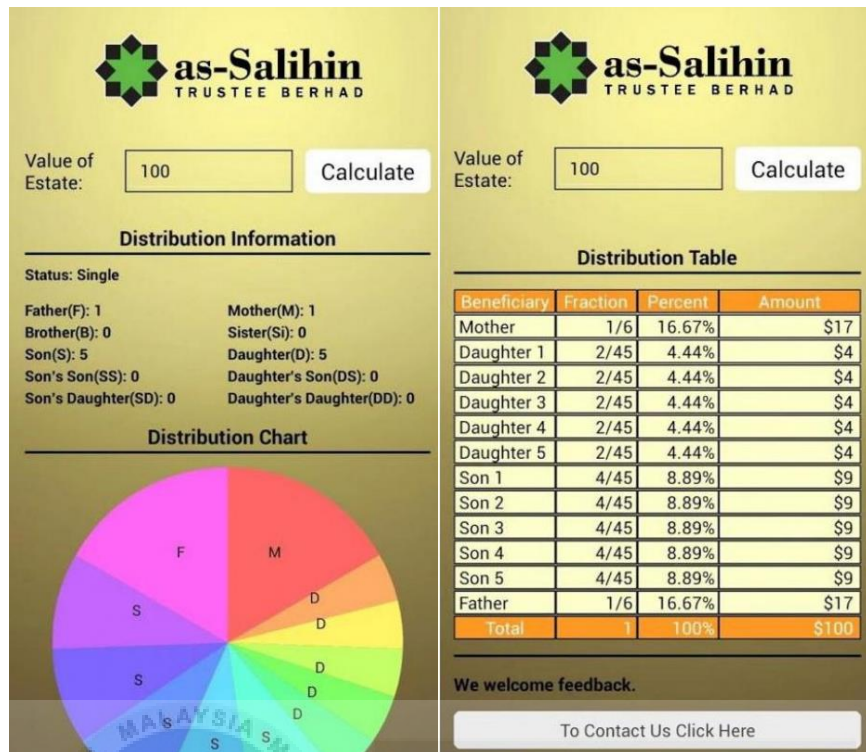 as-Salihin
TRUSTEE BERHAD
Value of
Estate:
100
Calculate
Distribution Information
Status: Single
Father(F): 1 Mother(M): 1
Brother(B): 0 Sister(Si): 0
Son(S): 5 Daughter(D): 5
Son's Son(SS): 0 Daughter's Son(DS): 0
Son's Daughter(SD): 0 Daughter's Daughter(DD): 0
Distribution Chart
F
M
D
D
D
D
D
S
S
S
S
S
MALAYSIA
as-Salihin
TRUSTEE BERHAD
Value of
Estate:
100
Calculate
Distribution Table
Beneficiary Fraction Percent Amount
Mother 1/6 16.67% $17
Daughter 1 2/45 4.44% $4
Daughter 2 2/45 4.44% $4
Daughter 3 2/45 4.44% $4
Daughter 4 2/45 4.44% $4
Daughter 5 2/45 4.44% $4
Son 1 4/45 8.89% $9
Son 2 4/45 8.89% $9
Son 3 4/45 8.89% $9
Son 4 4/45 8.89% $9
Son 5 4/45 8.89% $9
Father 1/6 16.67% $17
Total 1 100% $100
We welcome feedback.
To Contact Us Click Here